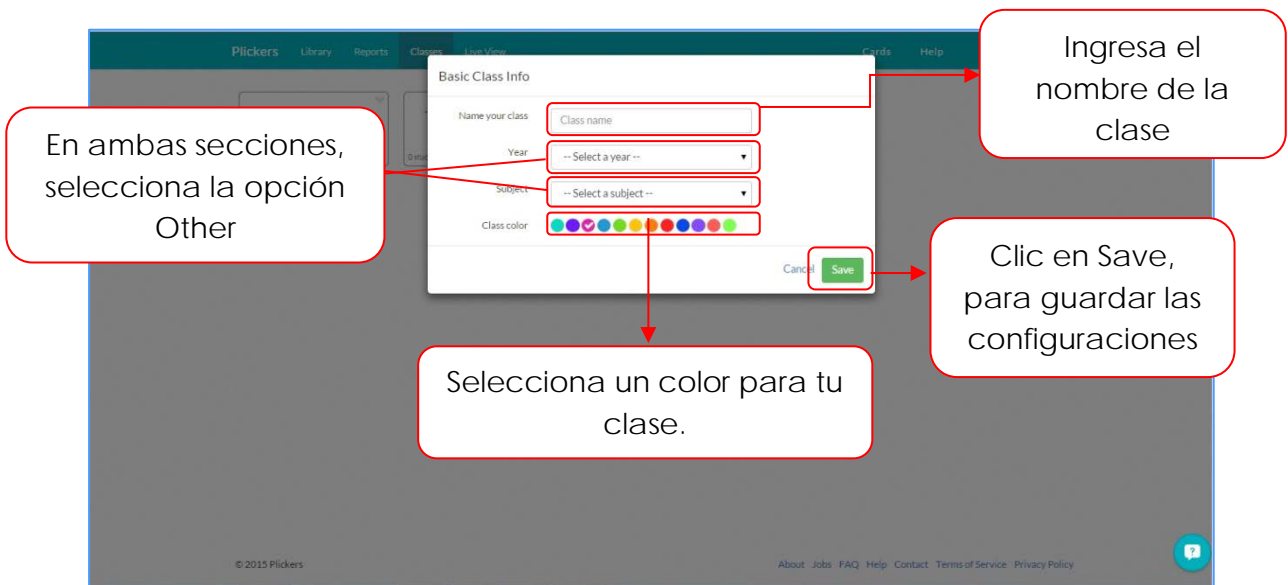 Plickers Library Reports Classes Live View Cards Help
Basic Class Info
Name your class Class name
Year -- Select a year --
Subject -- Select a subject --
Class color
Cancel Save
Ingresa el
nombre de la
clase
En ambas secciones,
selecciona la opción
Other
Clic en Save,
para guardar las
configuraciones
Selecciona un color para tu
clase.
© 2015 Plickers
About Jobs FAQ Help Contact Terms of Service Privacy Policy